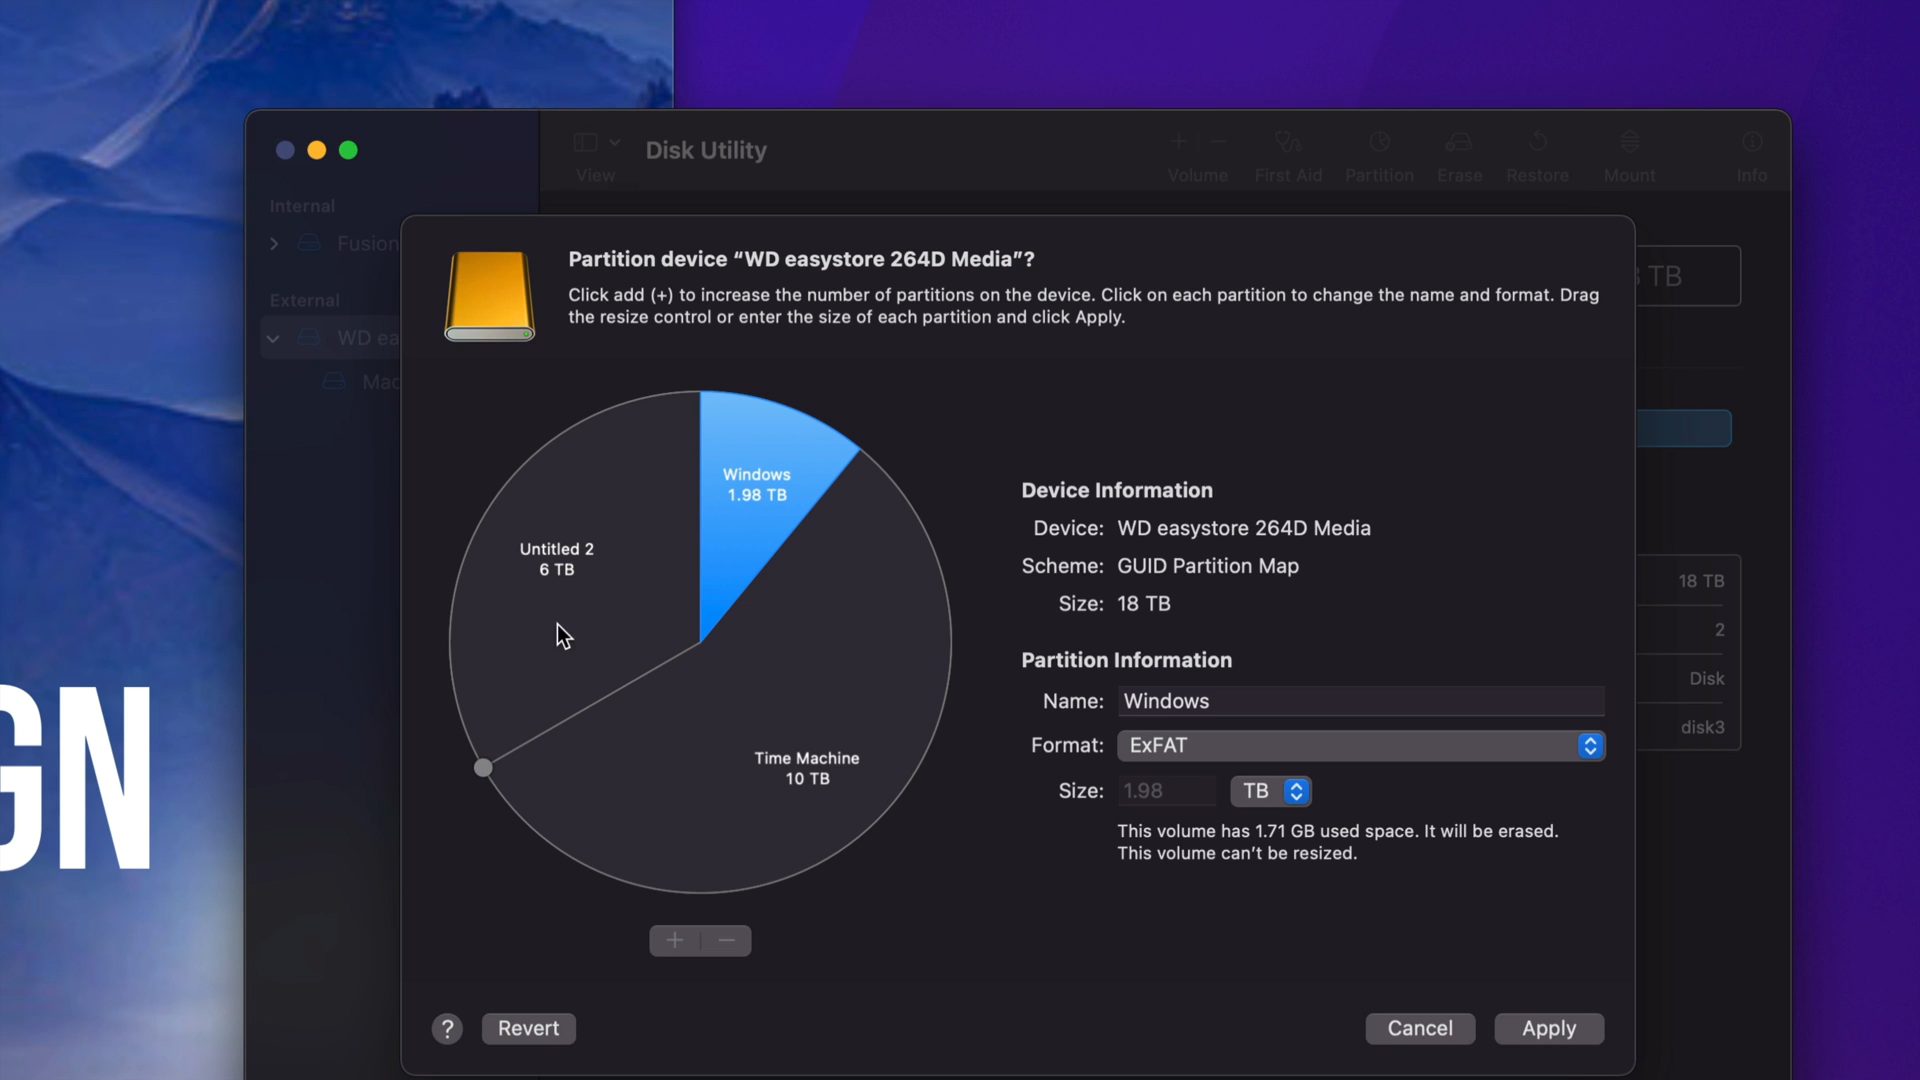 Disk Utility
View
Volume
First Aid
Partition
Erase
Restore
Mount
Info
Internal
Fusion
External
WD ea
Mac
TB
Partition device “WD easystore 264D Media”?
Click add (+) to increase the number of partitions on the device. Click on each partition to change the name and format. Drag
the resize control or enter the size of each partition and click Apply.
Windows
1.98 TB
Untitled 2
6 TB
Time Machine
10 TB
Device Information
Device: WD easystore 264D Media
Scheme: GUID Partition Map
Size: 18 TB
Partition Information
Name: Windows
Format: ExFAT
Size: 1.98 TB
This volume has 1.71 GB used space. It will be erased.
This volume can’t be resized.
18 TB
2
Disk
disk3
GN
+ −
? Revert
Cancel
Apply